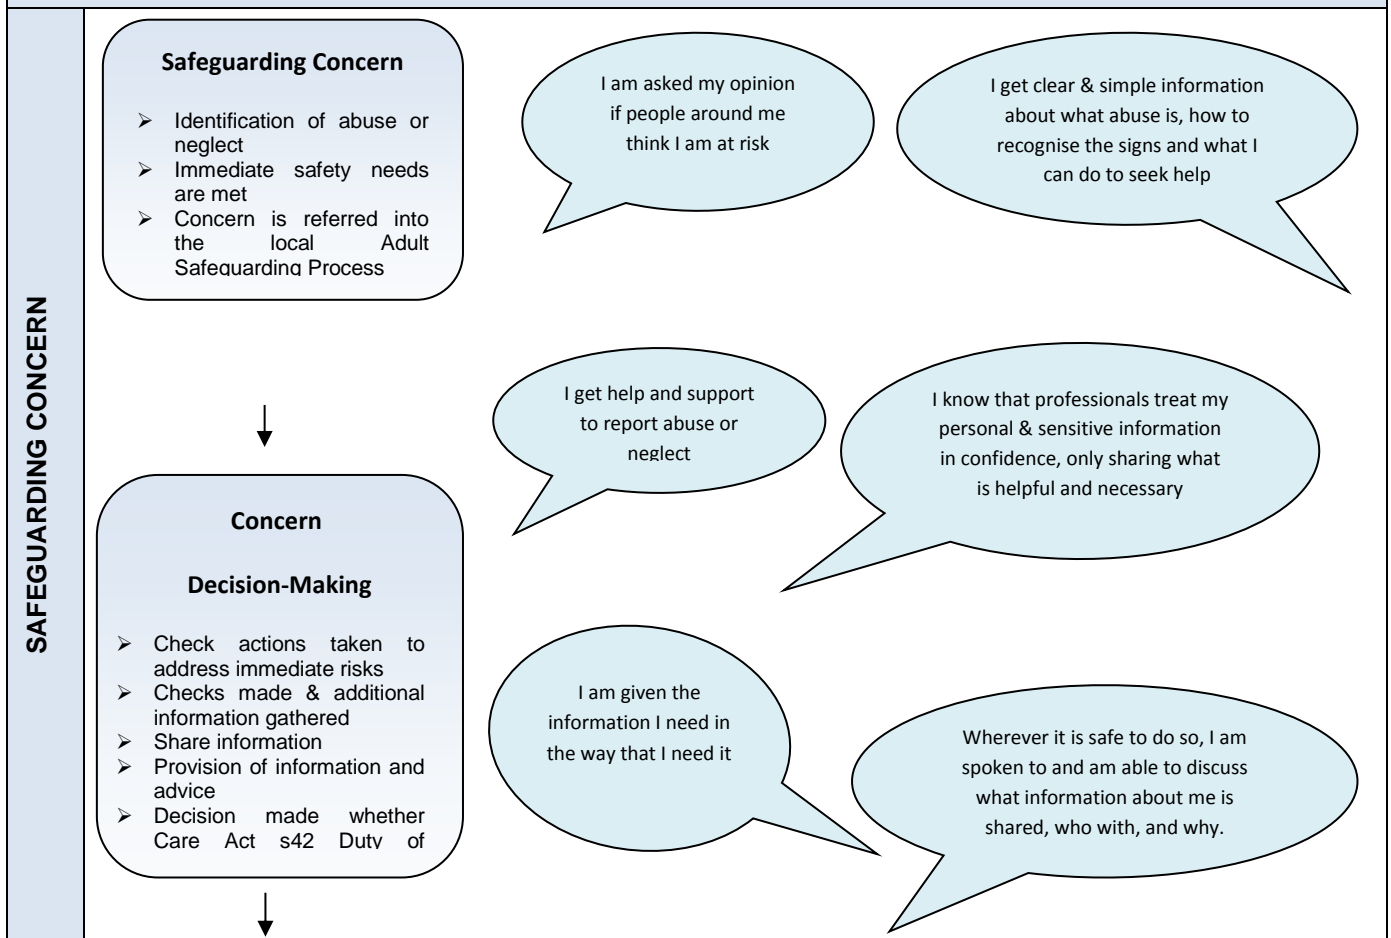 SAFEGUARDING CONCERN
Safeguarding Concern
➢ Identification of abuse or
neglect
➢ Immediate safety needs
are met
➢ Concern is referred into
the local Adult
Safeguarding Process
I am asked my opinion
if people around me
think I am at risk
I get clear & simple information
about what abuse is, how to
recognise the signs and what I
can do to seek help
I get help and support
to report abuse or
neglect
I know that professionals treat my
personal & sensitive information
in confidence, only sharing what
is helpful and necessary
Concern
Decision-Making
➢ Check actions taken to
address immediate risks
➢ Checks made & additional
information gathered
➢ Share information
➢ Provision of information and
advice
➢ Decision made whether
Care Act s42 Duty of
I am given the
information I need in
the way that I need it
Wherever it is safe to do so, I am
spoken to and am able to discuss
what information about me is
shared, who with, and why.